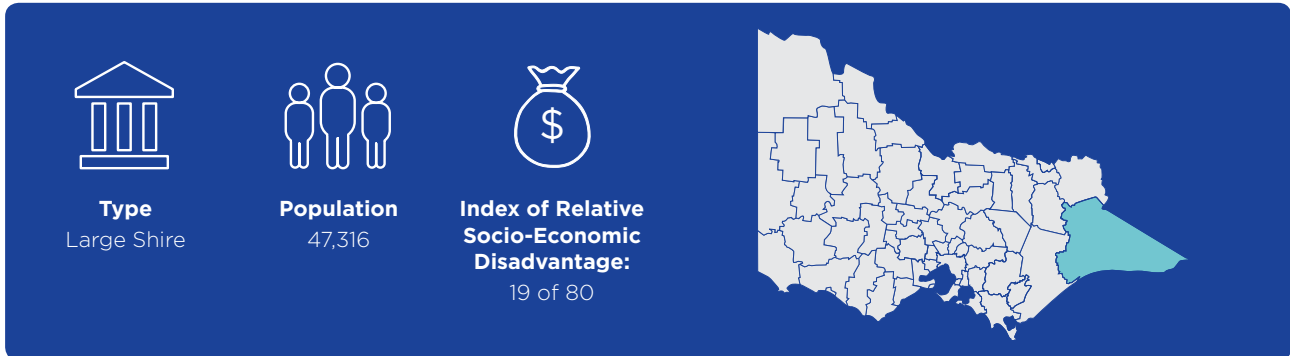 $
Type
Large Shire
Population
47,316
Index of Relative
Socio-Economic
Disadvantage:
19 of 80